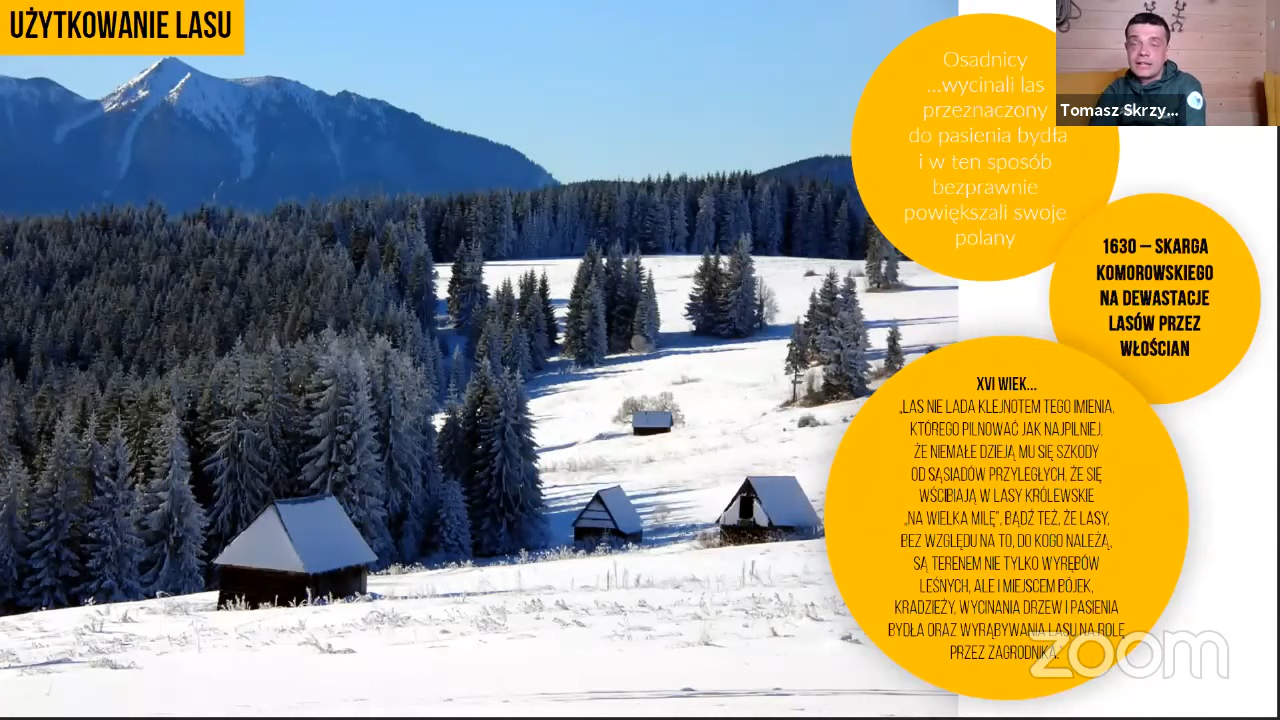 UŻYTKOWANIE LASU
Osadnicy
...wycinali las
przeznaczony
do pasienia bydła
i w ten sposób
bezprawnie
powiększali swoje
polany
Tomasz Skrzy...
1630 – SKARGA
KOMOROWSKIEGO
NA DEWASTACJE
LASÓW PRZEZ
WŁOŚCIAN
XVI WIEK...
„LAS NIE LADA KLEJNOTEM TEGO IMIENIA,
KTÓREGO PILNOWAĆ JAK NAJPILNIEJ,
ŻE NIEMAŁE DZIEJĄ MU SIĘ SZKODY
OD SĄSIADÓW PRZYLEGŁYCH, ŻE SIĘ
WŚCIBIAJĄ W LASY KRÓLEWSKIE
„NA WIELKA MILĘ", BĄDŹ TEŻ, ŻE LASY,
BEZ WZGLĘDU NA TO, DO KOGO NALEŻĄ,
SĄ TERENEM NIE TYLKO WYRĘBÓW
LEŚNYCH, ALE I MIEJSCEM BÓJEK,
KRADZIEŻY, WYCINANIA DRZEW I PASIENIA
BYDŁA ORAZ WYRĄBYWANIA LASU NA ROLĘ
PRZEZ ZAGRODNIKA."
zoom